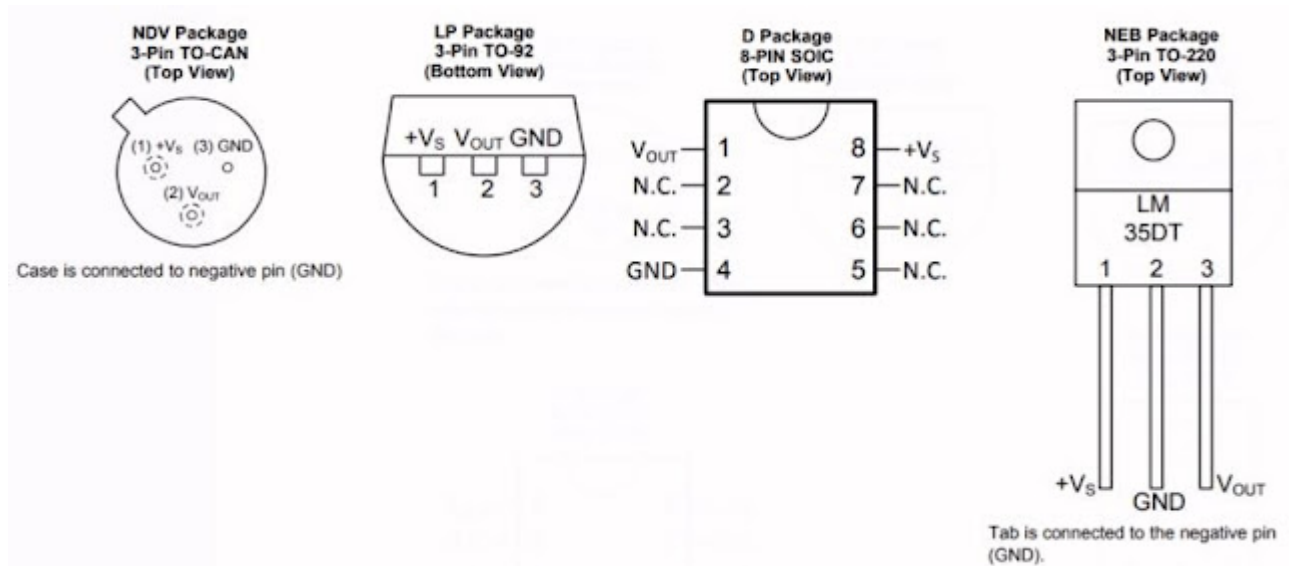 NDV Package
3-Pin TO-CAN
(Top View)
(1) +VS (3) GND
(2) VOUT
Case is connected to negative pin (GND)
LP Package
3-Pin TO-92
(Bottom View)
+VS VOUT GND
1 2 3
D Package
8-PIN SOIC
(Top View)
VOUT 1 8 +VS
N.C. 2 7 N.C.
N.C. 3 6 N.C.
GND 4 5 N.C.
NEB Package
3-Pin TO-220
(Top View)
LM
35DT
1 2 3
+VS GND VOUT
Tab is connected to the negative pin
(GND).